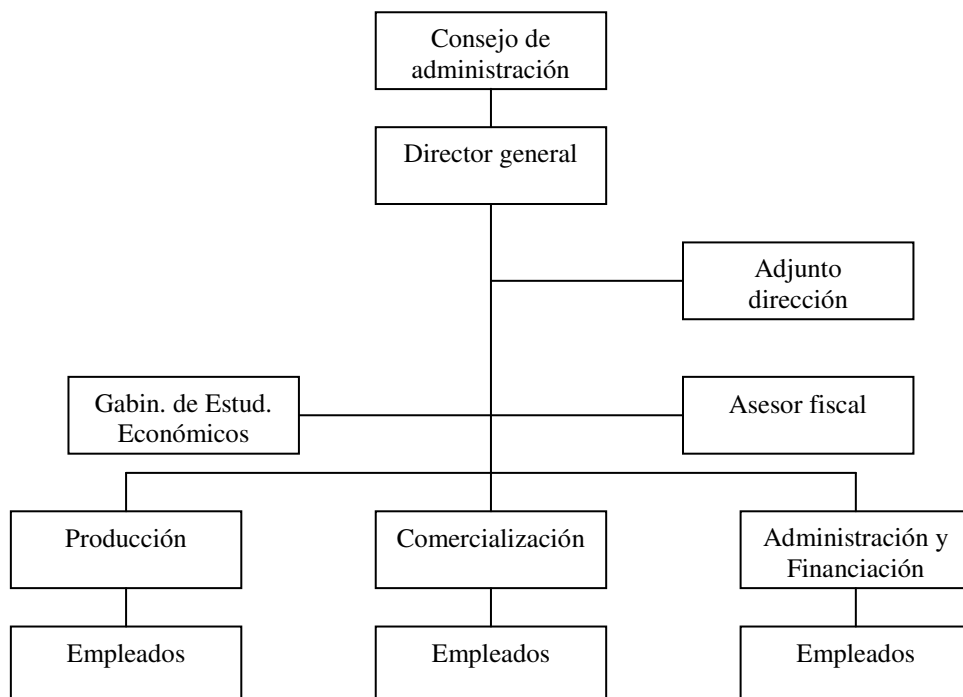 Consejo de
administración
Director general
Adjunto
dirección
Gabin. de Estud.
Económicos
Asesor fiscal
Producción
Comercialización
Administración y
Financiación
Empleados
Empleados
Empleados